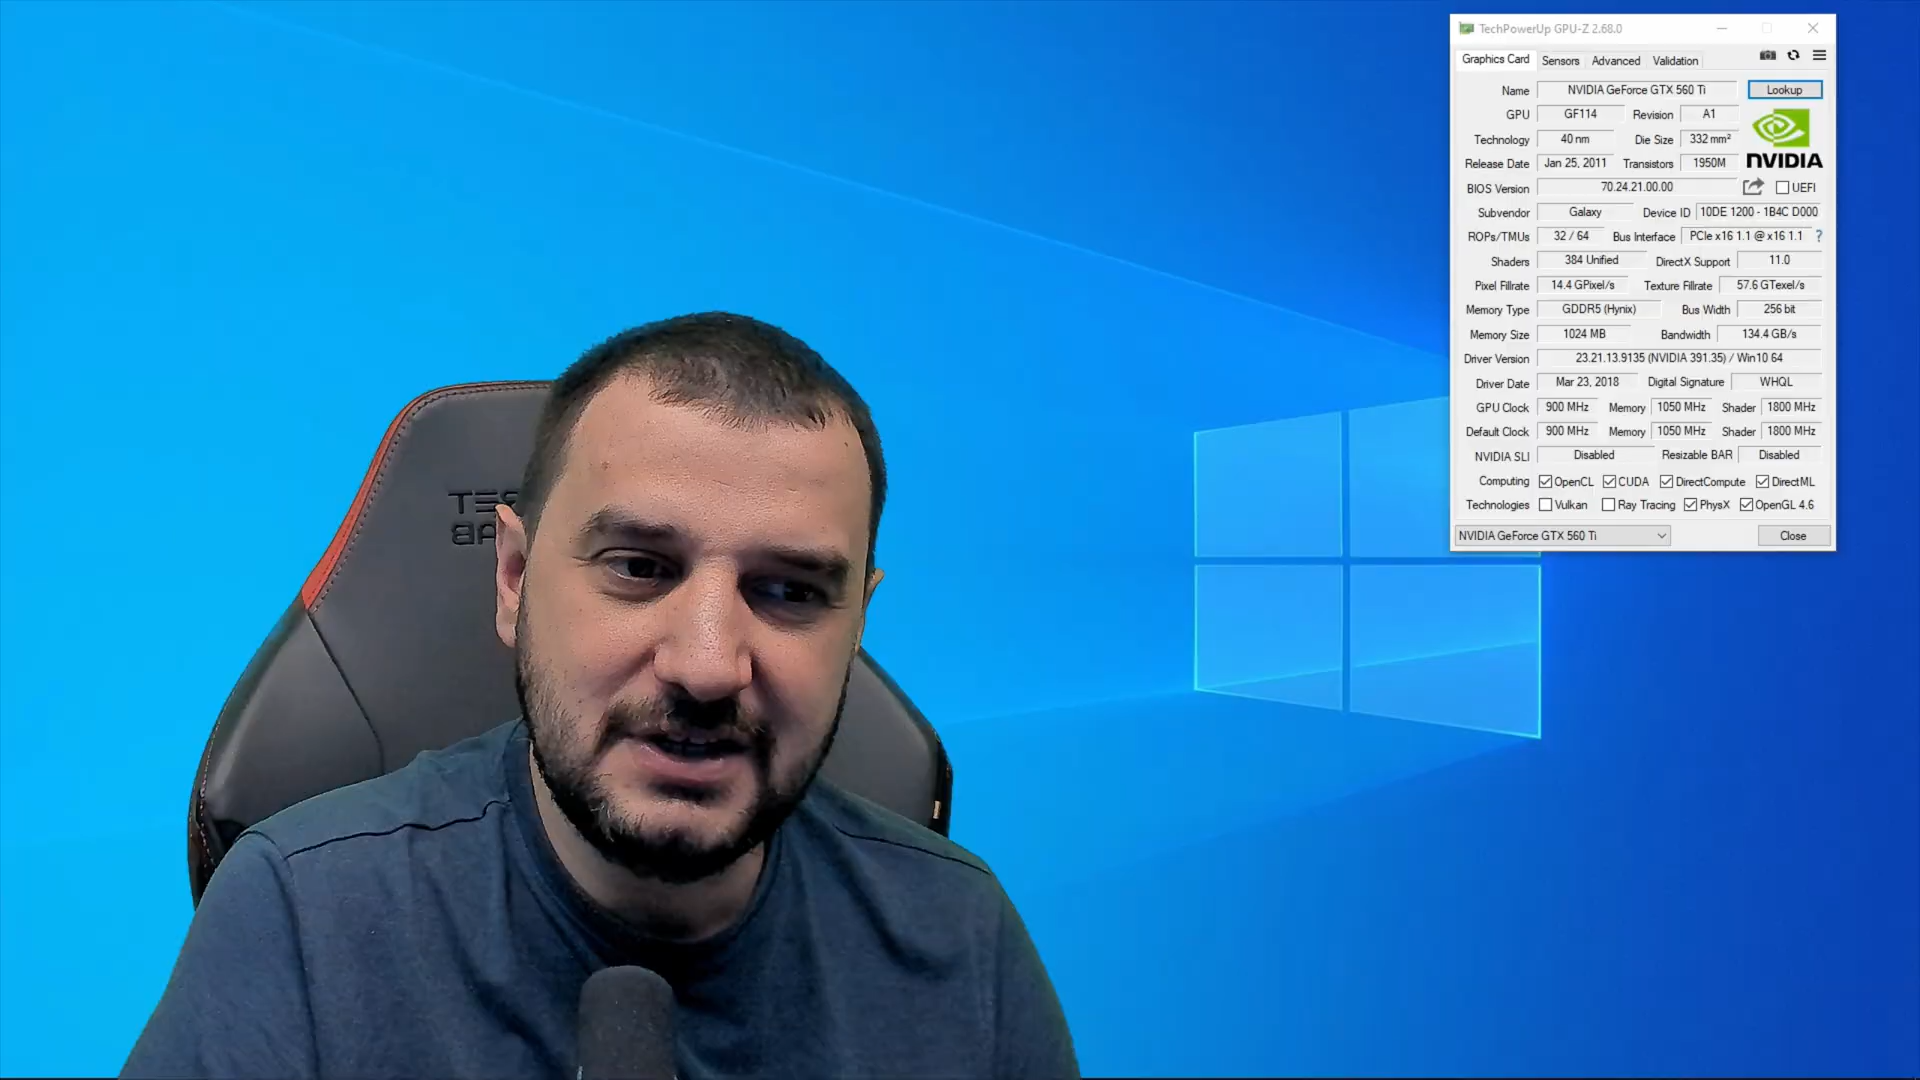 TechPowerUp GPU-Z 2.68.0
Graphics Card Sensors Advanced Validation
Name NVIDIA GeForce GTX 560 Ti Lookup
GPU GF114 Revision A1
Technology 40 nm Die Size 332 mm²
Release Date Jan 25, 2011 Transistors 1950M
NVIDIA
BIOS Version 70.24.21.00.00 UEFI
Subvendor Galaxy Device ID 10DE 1200 - 1B4C D000
ROPs/TMUs 32 / 64 Bus Interface PCIe x16 1.1 @ x16 1.1 ?
Shaders 384 Unified DirectX Support 11.0
Pixel Fillrate 14.4 GPixel/s Texture Fillrate 57.6 GTexel/s
Memory Type GDDR5 (Hynix) Bus Width 256 bit
Memory Size 1024 MB Bandwidth 134.4 GB/s
Driver Version 23.21.13.9135 (NVIDIA 391.35) / Win10 64
Driver Date Mar 23, 2018 Digital Signature WHQL
GPU Clock 900 MHz Memory 1050 MHz Shader 1800 MHz
Default Clock 900 MHz Memory 1050 MHz Shader 1800 MHz
NVIDIA SLI Disabled Resizable BAR Disabled
Computing OpenCL CUDA DirectCompute DirectML
Technologies Vulkan Ray Tracing PhysX OpenGL 4.6
NVIDIA GeForce GTX 560 Ti Close